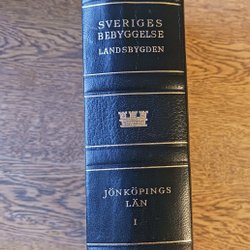 SVERIGES
BEBYGGELSE
LANDSBYGDEN
JÖNKÖPINGS
LÄN
I